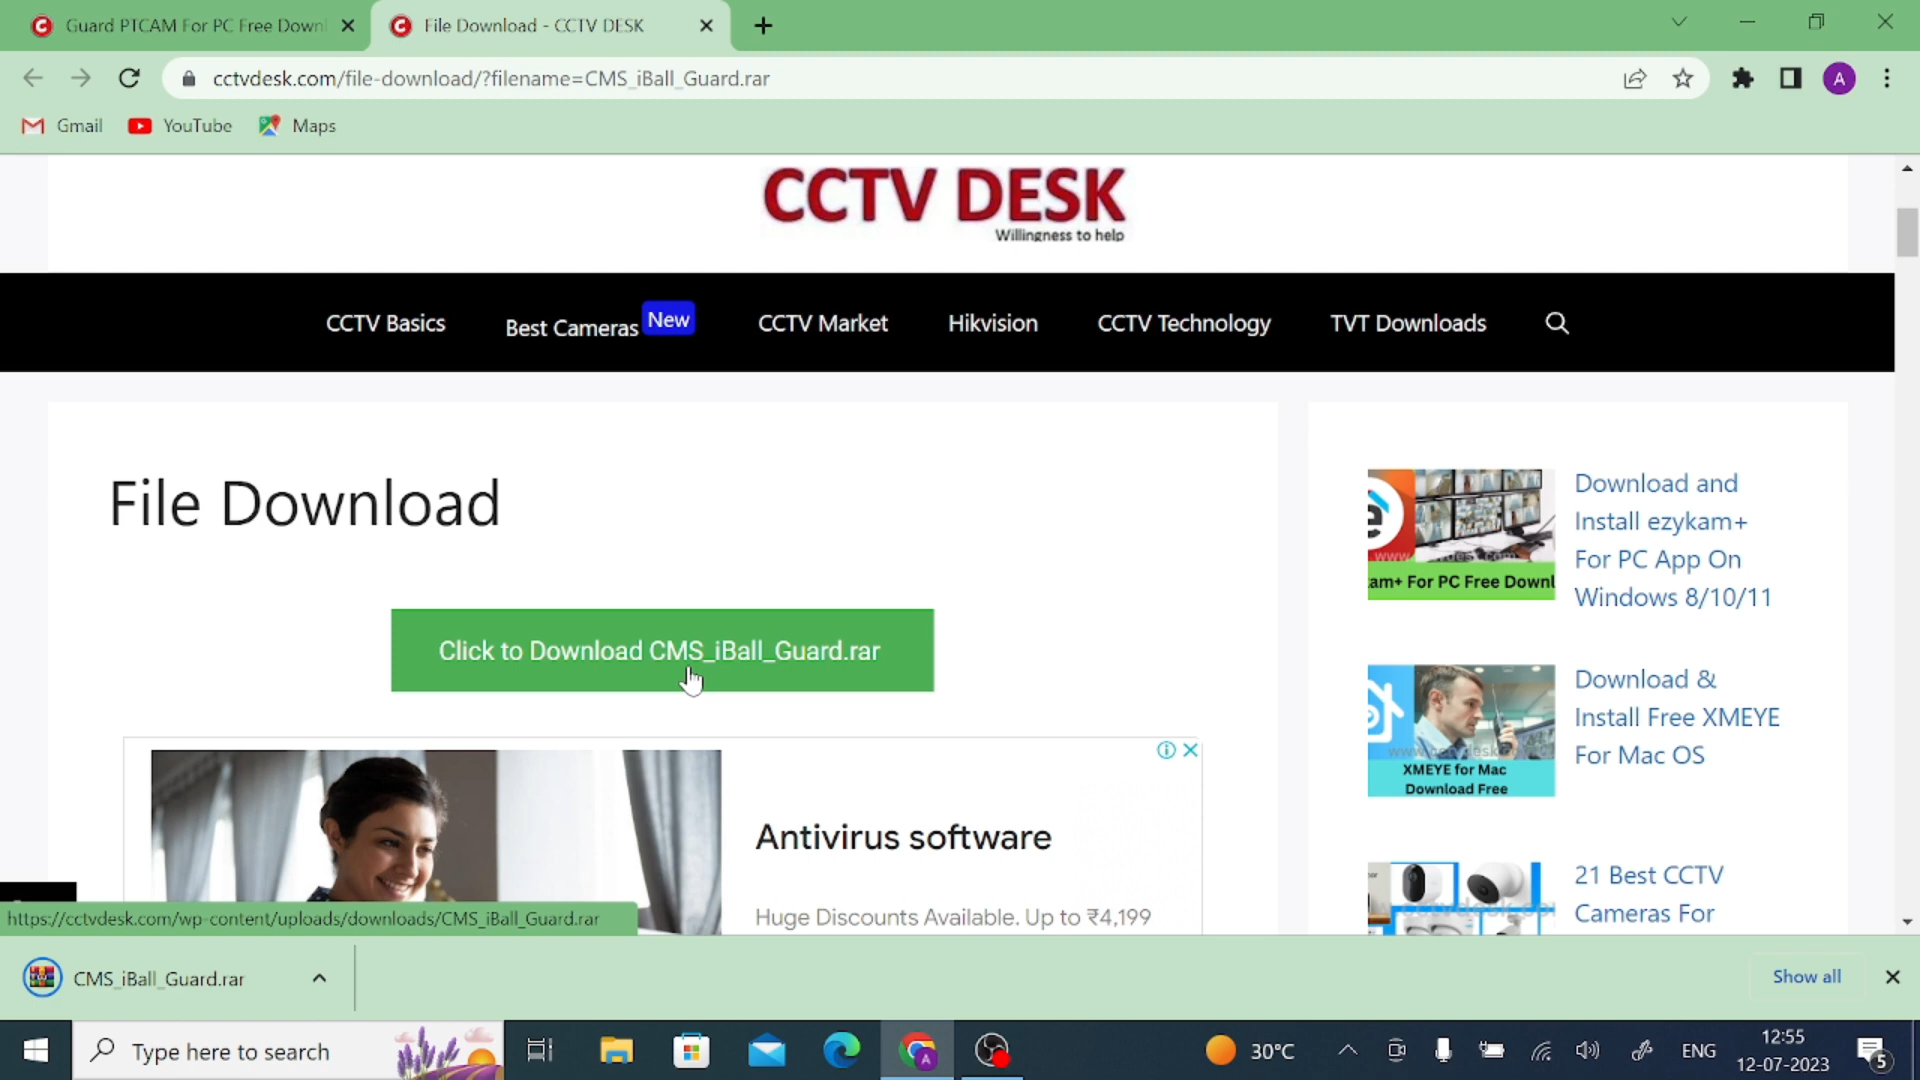 Guard PTCAM For PC Free Downl
File Download - CCTV DESK
cctvdesk.com/file-download/?filename=CMS_iBall_Guard.rar
A
Gmail
YouTube
Maps
CCTV DESK
Willingness to help
CCTV Basics
Best Cameras New
CCTV Market
Hikvision
CCTV Technology
TVT Downloads
File Download
Click to Download CMS_iBall_Guard.rar
Antivirus software
Huge Discounts Available. Up to ₹4,199
am+ For PC Free Downl
Download and
Install ezykam+
For PC App On
Windows 8/10/11
XMEYE for Mac
Download Free
Download &
Install Free XMEYE
For Mac OS
21 Best CCTV
Cameras For
https://cctvdesk.com/wp-content/uploads/downloads/CMS_iBall_Guard.rar
CMS_iBall_Guard.rar
Show all
Type here to search
A
30°C
ENG
12:55
12-07-2023
5